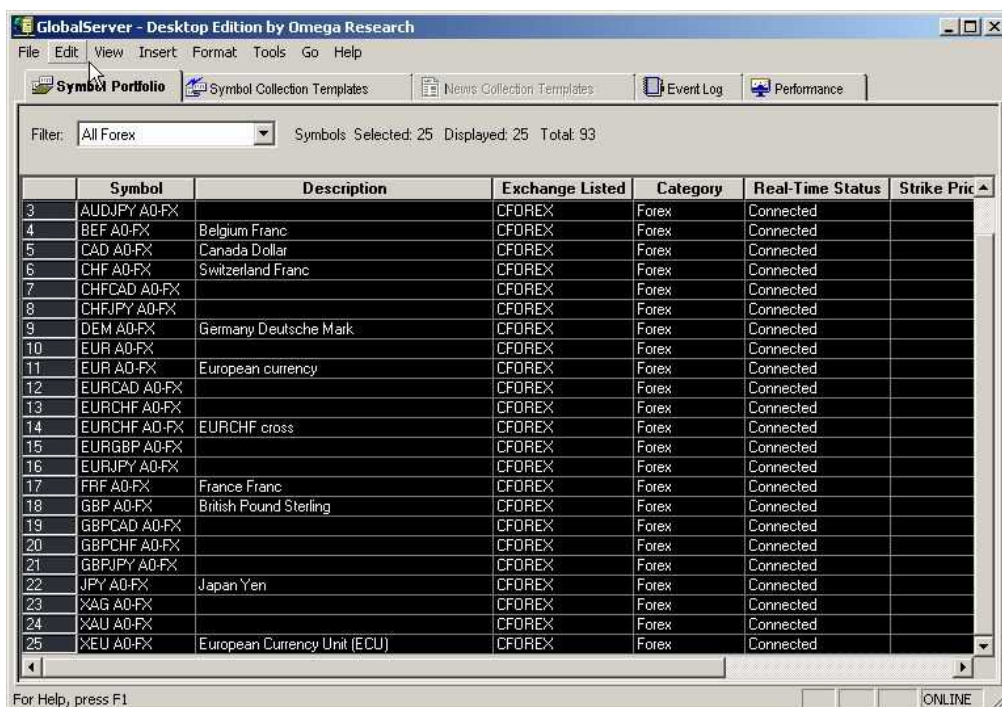 GlobalServer - Desktop Edition by Omega Research
File Edit View Insert Format Tools Go Help
Symbol Portfolio Symbol Collection Templates News Collection Templates Event Log Performance
Filter: All Forex Symbols Selected: 25 Displayed: 25 Total: 93
Symbol Description Exchange Listed Category Real-Time Status Strike Pric
3 AUDJPY A0-FX CFOREX Forex Connected
4 BEF A0-FX Belgium Franc CFOREX Forex Connected
5 CAD A0-FX Canada Dollar CFOREX Forex Connected
6 CHF A0-FX Switzerland Franc CFOREX Forex Connected
7 CHFCAD A0-FX CFOREX Forex Connected
8 CHFJPY A0-FX CFOREX Forex Connected
9 DEM A0-FX Germany Deutsche Mark CFOREX Forex Connected
10 EUR A0-FX CFOREX Forex Connected
11 EUR A0-FX European currency CFOREX Forex Connected
12 EURCAD A0-FX CFOREX Forex Connected
13 EURCHF A0-FX CFOREX Forex Connected
14 EURCHF A0-FX EURCHF cross CFOREX Forex Connected
15 EURGBP A0-FX CFOREX Forex Connected
16 EURJPY A0-FX CFOREX Forex Connected
17 FRF A0-FX France Franc CFOREX Forex Connected
18 GBP A0-FX British Pound Sterling CFOREX Forex Connected
19 GBPCAD A0-FX CFOREX Forex Connected
20 GBPCHF A0-FX CFOREX Forex Connected
21 GBPJPY A0-FX CFOREX Forex Connected
22 JPY A0-FX Japan Yen CFOREX Forex Connected
23 XAG A0-FX CFOREX Forex Connected
24 XAU A0-FX CFOREX Forex Connected
25 XEU A0-FX European Currency Unit (ECU) CFOREX Forex Connected
For Help, press F1 ONLINE